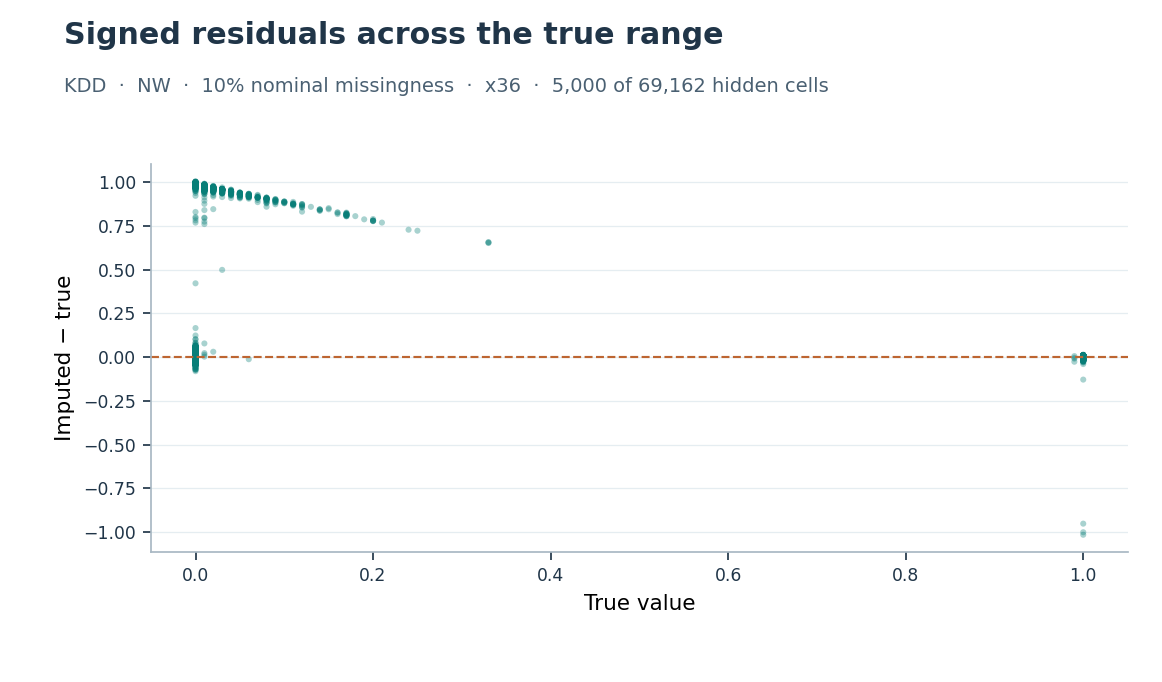 Signed residuals across the true range
KDD · NW · 10% nominal missingness · x36 · 5,000 of 69,162 hidden cells
Imputed − true
1.00
0.75
0.50
0.25
0.00
−0.25
−0.50
−0.75
−1.00
0.0 0.2 0.4 0.6 0.8 1.0
True value